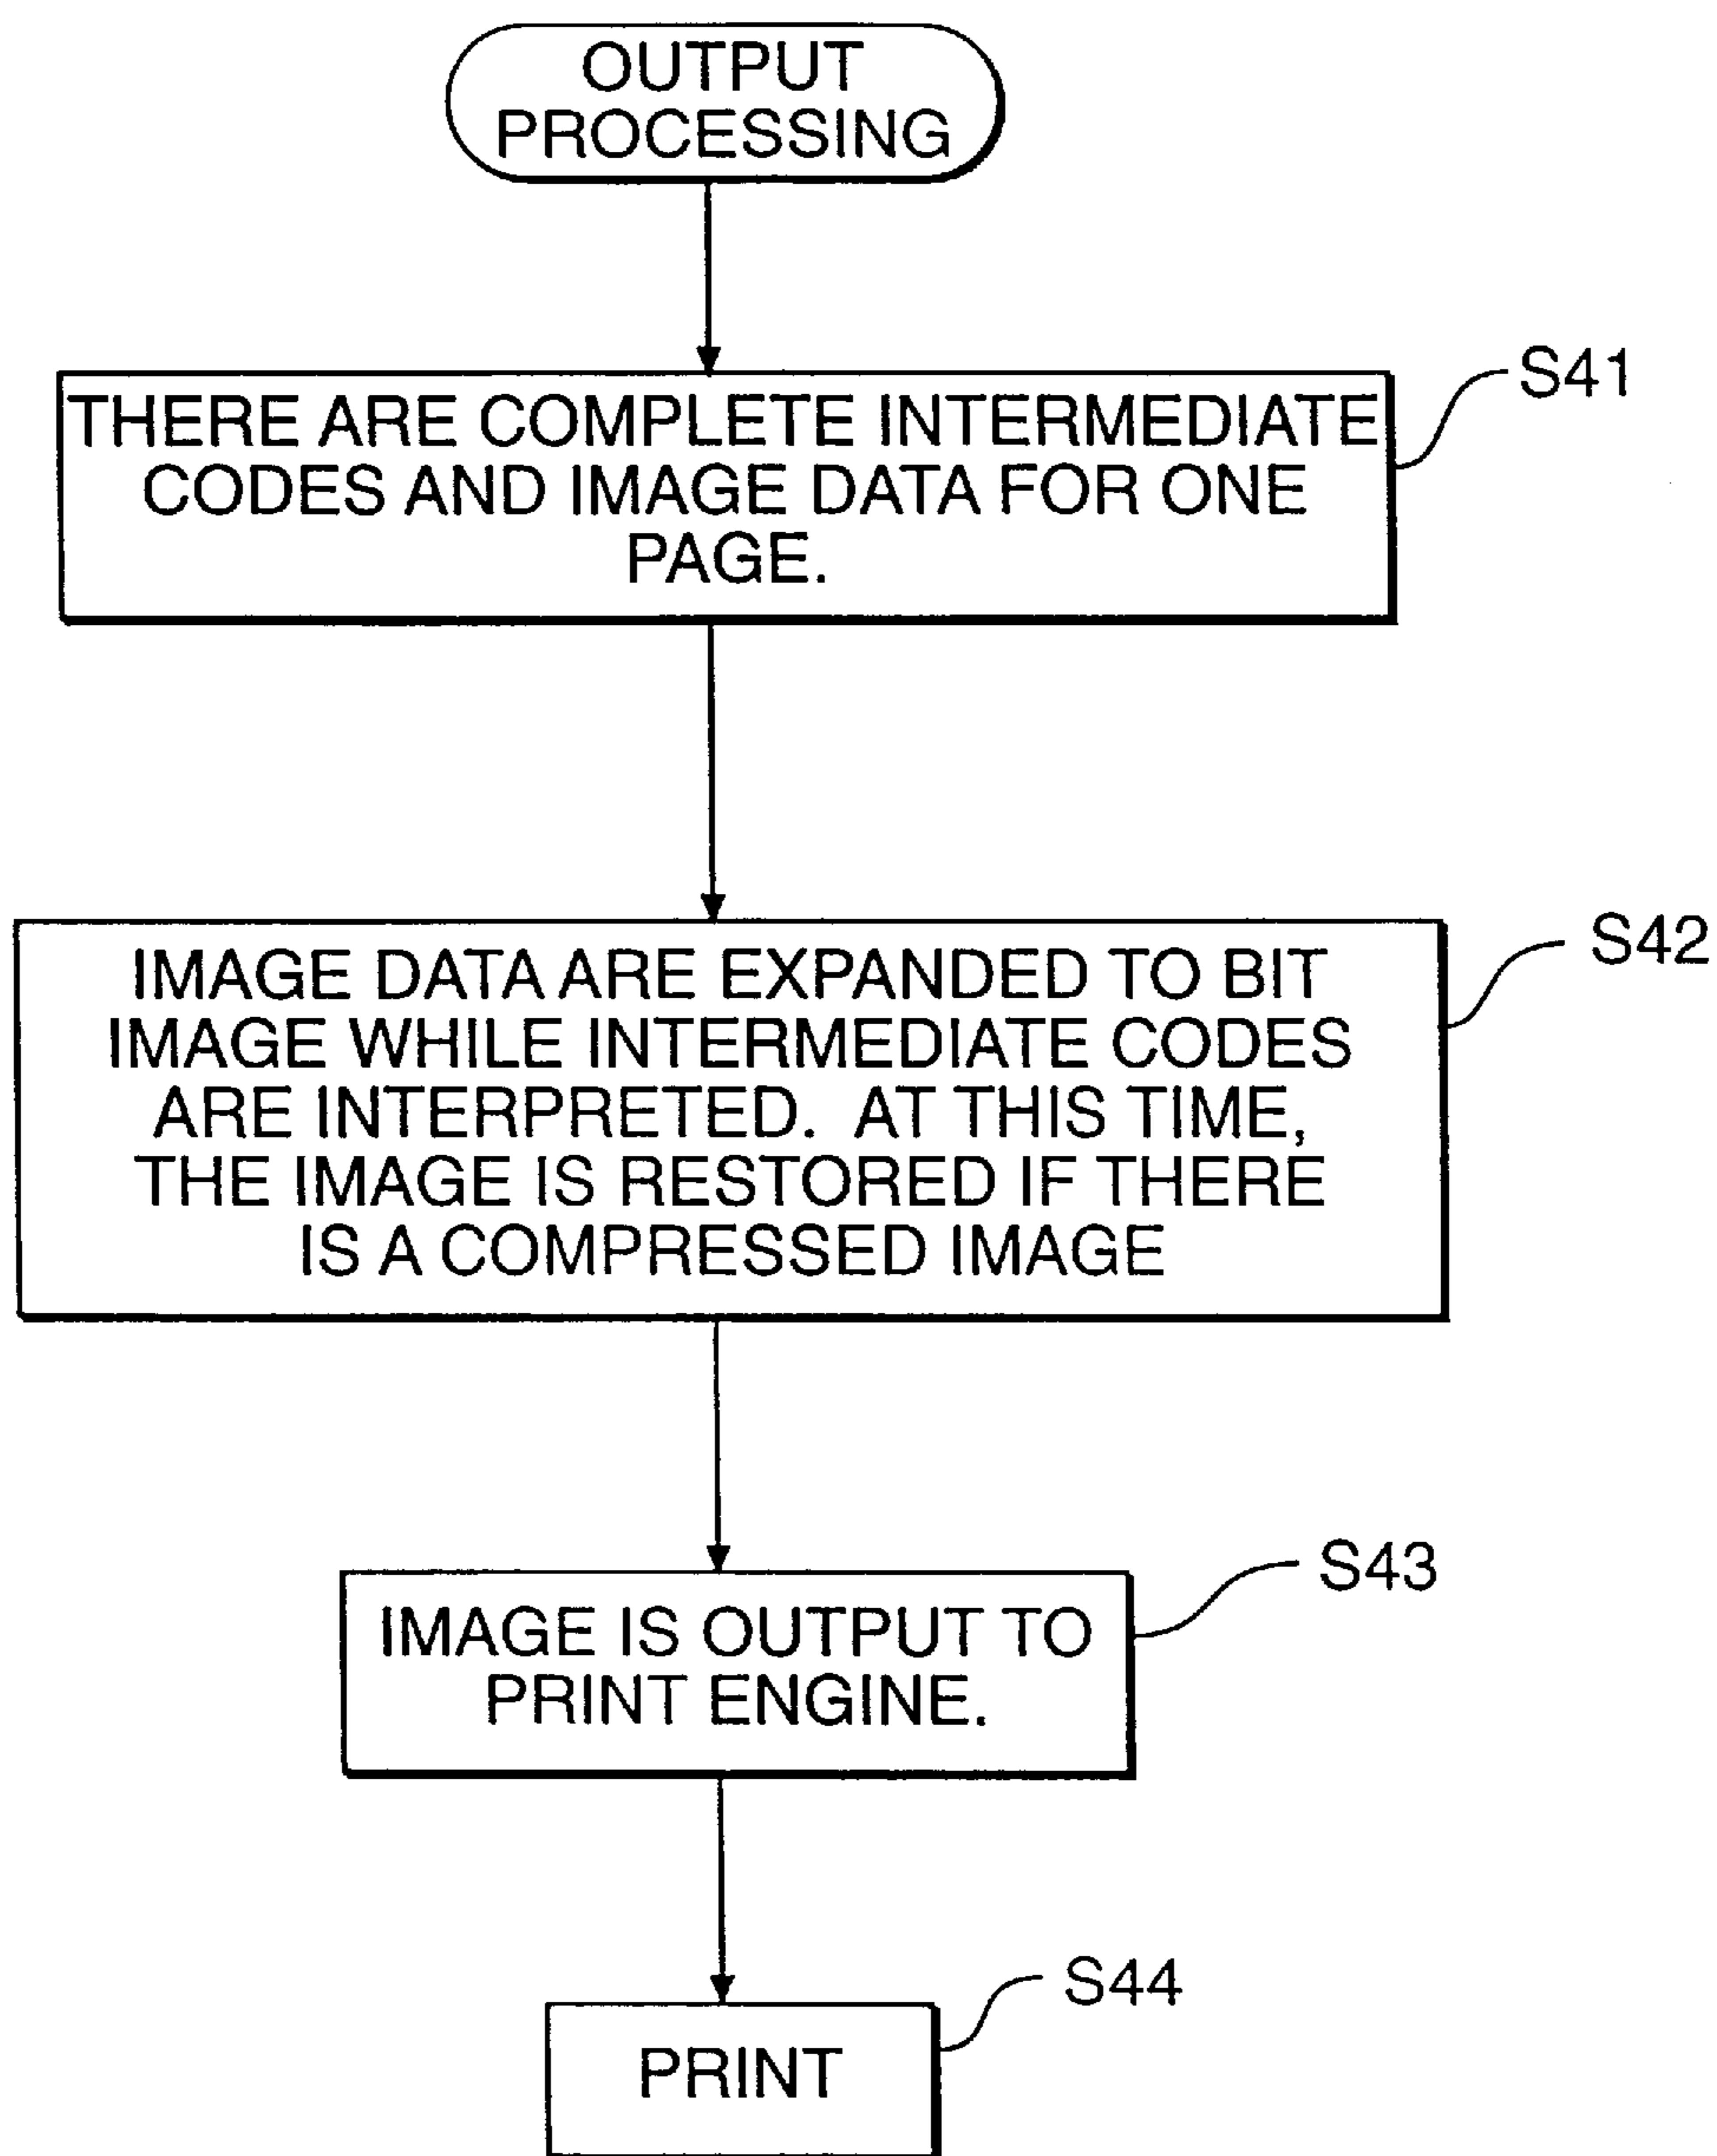 OUTPUT
PROCESSING
S41
THERE ARE COMPLETE INTERMEDIATE
CODES AND IMAGE DATA FOR ONE
PAGE.
S42
IMAGE DATA ARE EXPANDED TO BIT
IMAGE WHILE INTERMEDIATE CODES
ARE INTERPRETED. AT THIS TIME,
THE IMAGE IS RESTORED IF THERE
IS A COMPRESSED IMAGE
S43
IMAGE IS OUTPUT TO
PRINT ENGINE.
S44
PRINT